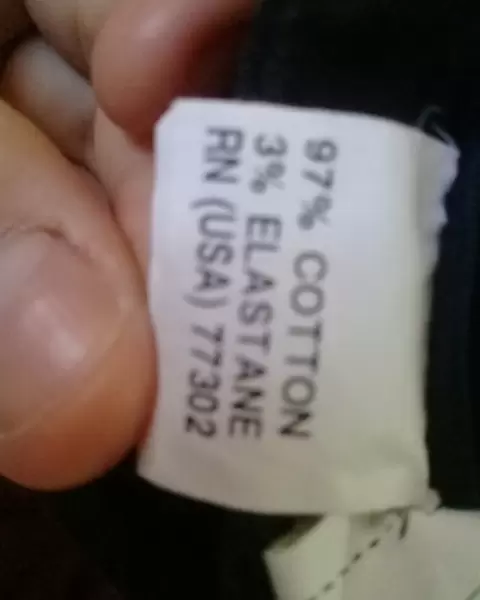 97% COTTON
3% ELASTANE
RN (USA) 77302